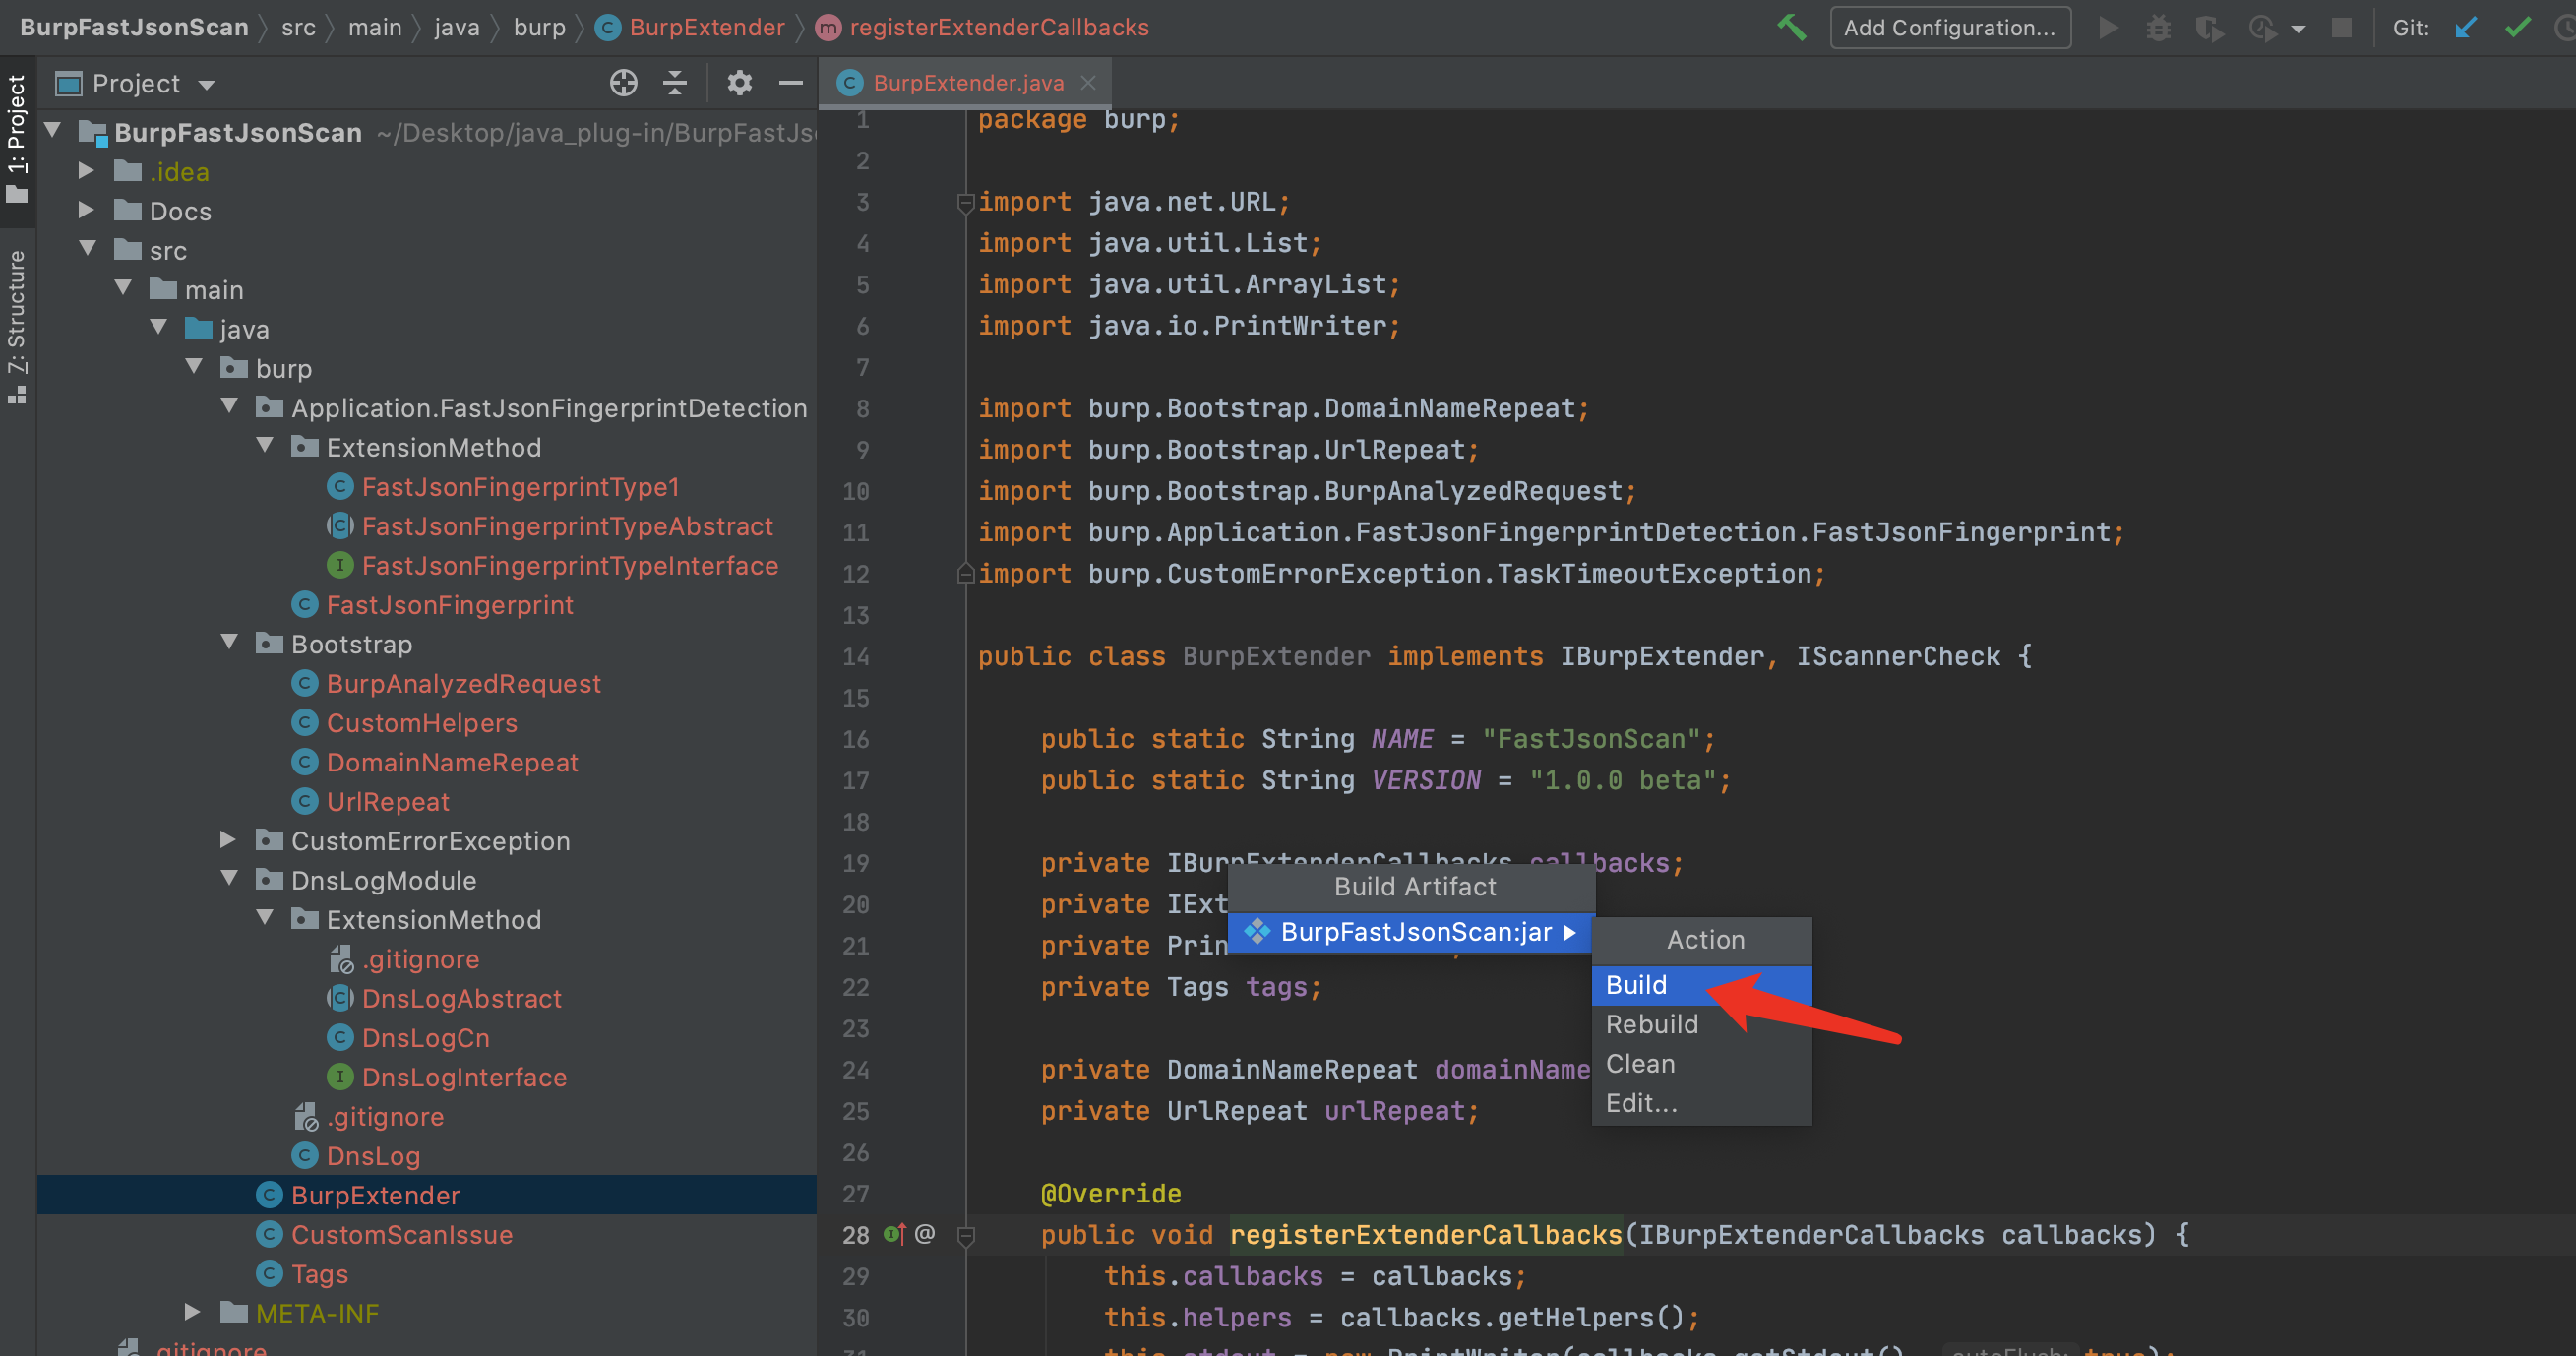 BurpFastJsonScan src main java burp BurpExtender registerExtenderCallbacks
Add Configuration... Git:
1: Project
Z: Structure
Project
BurpFastJsonScan ~/Desktop/java_plug-in/BurpFastJs
.idea
Docs
src
main
java
burp
Application.FastJsonFingerprintDetection
ExtensionMethod
FastJsonFingerprintType1
FastJsonFingerprintTypeAbstract
FastJsonFingerprintTypeInterface
FastJsonFingerprint
Bootstrap
BurpAnalyzedRequest
CustomHelpers
DomainNameRepeat
UrlRepeat
CustomErrorException
DnsLogModule
ExtensionMethod
.gitignore
DnsLogAbstract
DnsLogCn
DnsLogInterface
.gitignore
DnsLog
BurpExtender
CustomScanIssue
Tags
META-INF
.gitignore
BurpExtender.java
1 package burp;
2
3 import java.net.URL;
4 import java.util.List;
5 import java.util.ArrayList;
6 import java.io.PrintWriter;
7
8 import burp.Bootstrap.DomainNameRepeat;
9 import burp.Bootstrap.UrlRepeat;
10 import burp.Bootstrap.BurpAnalyzedRequest;
11 import burp.Application.FastJsonFingerprintDetection.FastJsonFingerprint;
12 import burp.CustomErrorException.TaskTimeoutException;
13
14 public class BurpExtender implements IBurpExtender, IScannerCheck {
15
16 public static String NAME = "FastJsonScan";
17 public static String VERSION = "1.0.0 beta";
18
19 private IBurpExtenderCallbacks callbacks;
20 private IExt
21 private Prin
22 private Tags tags;
23
24 private DomainNameRepeat domainName
25 private UrlRepeat urlRepeat;
26
27 @Override
28 @ public void registerExtenderCallbacks(IBurpExtenderCallbacks callbacks) {
29 this.callbacks = callbacks;
30 this.helpers = callbacks.getHelpers();
31 this.stdout = new PrintWriter(callbacks.getStdout(), autoFlush: true);
Build Artifact
BurpFastJsonScan:jar
Action
Build
Rebuild
Clean
Edit...